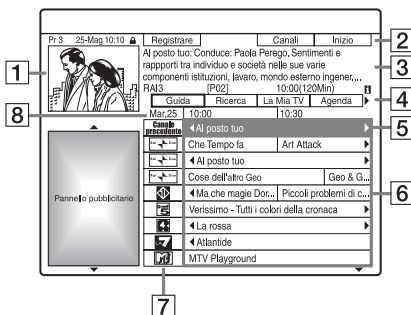 Pr 3 25-Mag 10:10 Registrare Canali Inizio
2
Al posto tuo: Conduce: Paola
Perego, Sentimenti e
rappporti tra individuo e società nelle sue varie
componenti istituzioni, lavaro, mondo esterno ingener,...
3
1
RAI3 [P02] 10:00(120Min)
Guida Ricerca La Mia TV Agenda
4
8
Mar,25 10:00 10:30
Canale
precedente
Al posto tuo
5
Che Tempo fa Art Attack
Al posto tuo
Cose dell'altro Geo Geo & G...
Ma che magie Dor... Piccoli problemi di c...
6
Verissimo - Tutti i colori della cronaca
La rossa
Atlantide
MTV Playground
Pannello pubblicitario
7